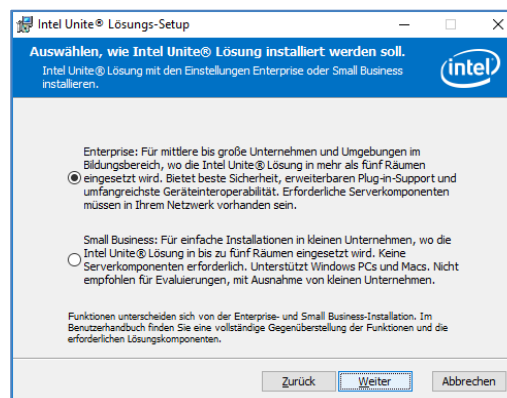 Intel Unite® Lösungs-Setup
Auswählen, wie Intel Unite® Lösung installiert werden soll.
Intel Unite® Lösung mit den Einstellungen Enterprise oder Small Business
installieren.
intel
Enterprise: Für mittlere bis große Unternehmen und Umgebungen im
Bildungsbereich, wo die Intel Unite® Lösung in mehr als fünf Räumen
eingesetzt wird. Bietet beste Sicherheit, erweiterbaren Plug-in-Support und
umfangreichste Geräteinteroperabilität. Erforderliche Serverkomponenten
müssen in Ihrem Netzwerk vorhanden sein.
Small Business: Für einfache Installationen in kleinen Unternehmen, wo die
Intel Unite® Lösung in bis zu fünf Räumen eingesetzt wird. Keine
Serverkomponenten erforderlich. Unterstützt Windows PCs und Macs. Nicht
empfohlen für Evaluierungen, mit Ausnahme von kleinen Unternehmen.
Funktionen unterscheiden sich von der Enterprise- und Small Business-Installation. Im
Benutzerhandbuch finden Sie eine vollständige Gegenüberstellung der Funktionen und die
erforderlichen Lösungskomponenten.
Zurück Weiter Abbrechen